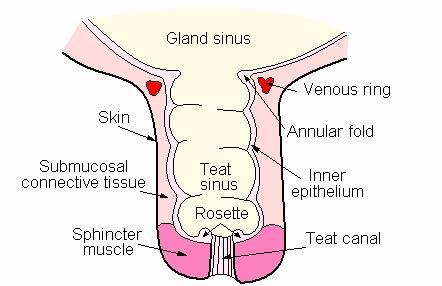 Gland sinus
Venous ring
Skin
Annular fold
Submucosal
connective tissue
Teat
sinus
Inner
epithelium
Rosette
Sphincter
muscle
Teat canal